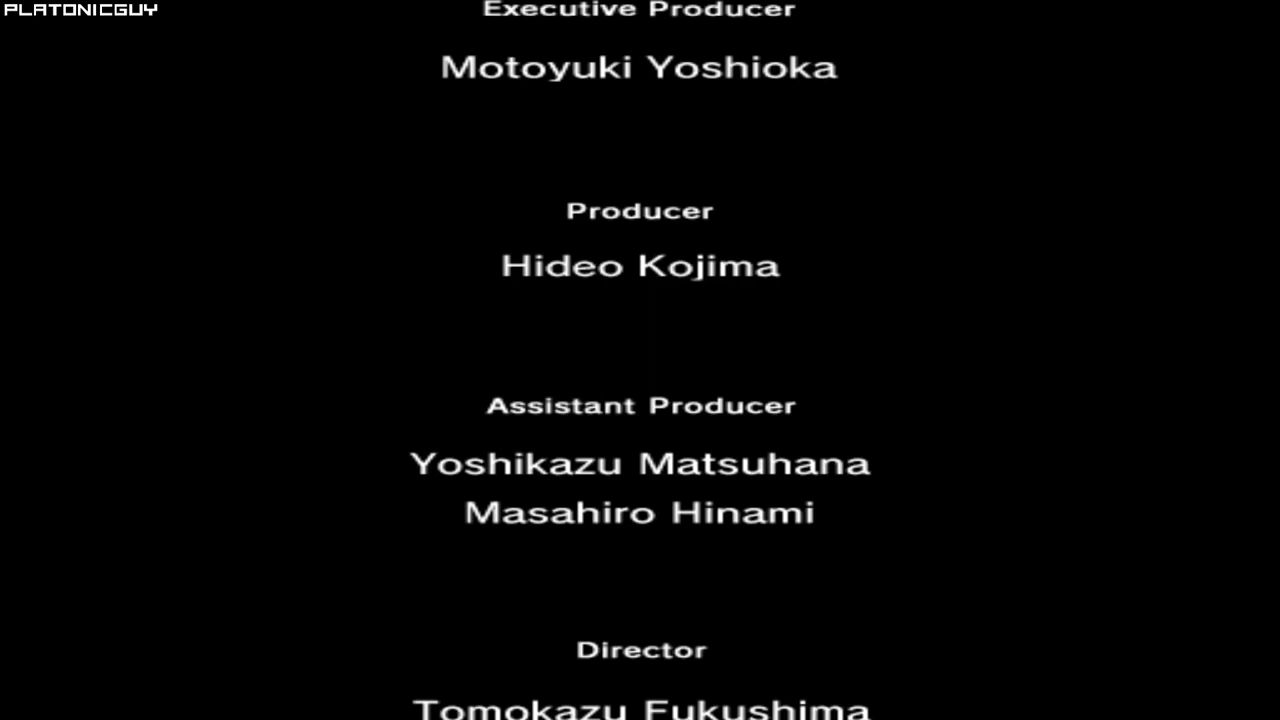 PLATONICGUY
Executive Producer
Motoyuki Yoshioka
Producer
Hideo Kojima
Assistant Producer
Yoshikazu Matsuhana
Masahiro Hinami
Director
Tomokazu Fukushima